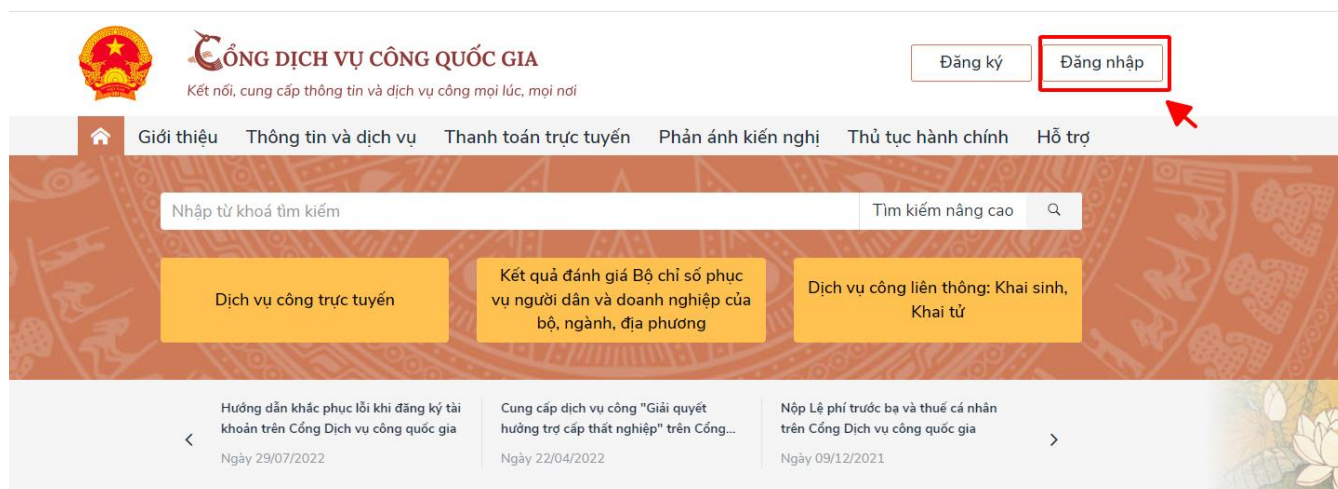 CỔNG DỊCH VỤ CÔNG QUỐC GIA
Kết nối, cung cấp thông tin và dịch vụ công mọi lúc, mọi nơi
Đăng ký
Đăng nhập
Giới thiệu
Thông tin và dịch vụ
Thanh toán trực tuyến
Phản ánh kiến nghị
Thủ tục hành chính
Hỗ trợ
Nhập từ khoá tìm kiếm
Tìm kiếm nâng cao
Dịch vụ công trực tuyến
Kết quả đánh giá Bộ chỉ số phục
vụ người dân và doanh nghiệp của
bộ, ngành, địa phương
Dịch vụ công liên thông: Khai sinh,
Khai tử
Hướng dẫn khắc phục lỗi khi đăng ký tài
khoản trên Cổng Dịch vụ công quốc gia
Ngày 29/07/2022
Cung cấp dịch vụ công "Giải quyết
hưởng trợ cấp thất nghiệp" trên Cổng...
Ngày 22/04/2022
Nộp Lệ phí trước bạ và thuế cá nhân
trên Cổng Dịch vụ công quốc gia
Ngày 09/12/2021